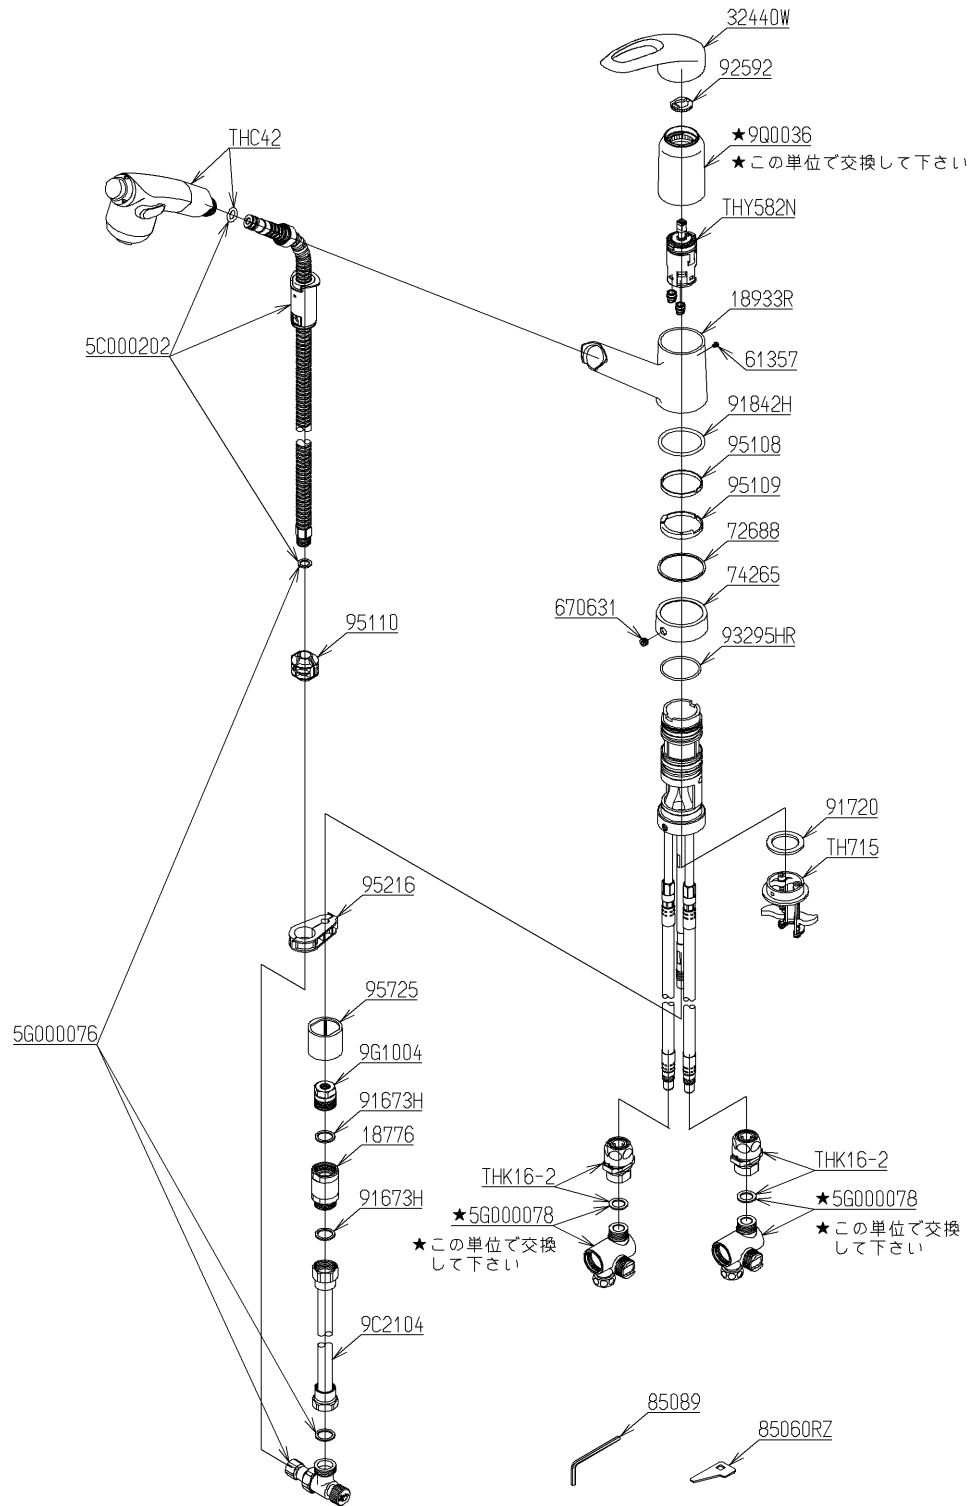 32440W
92592
★9Q0036
★この単位で交換して下さい
THC42
THY582N
18933R
5C000202
61357
91842H
95108
95109
72688
74265
670631
95110
93295HR
91720
TH715
95216
95725
5G000076
9G1004
91673H
18776
THK16-2
THK16-2
91673H
★5G000078
★この単位で交換
して下さい
★5G000078
★この単位で交換
して下さい
9C2104
85089
85060RZ